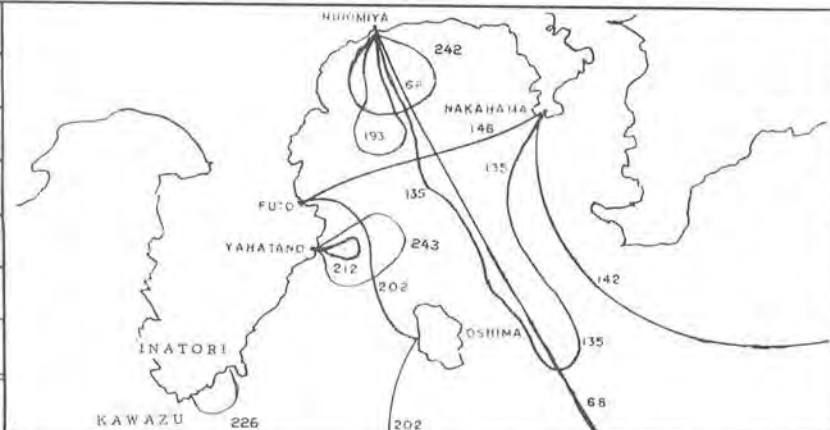 NINOMIYA
242
68
NAKAHAMA
193
146
135
135
FUTO
YAHATANO
243
212
202
142
OSHIMA
INATORI
135
68
KAWAZU
226
202